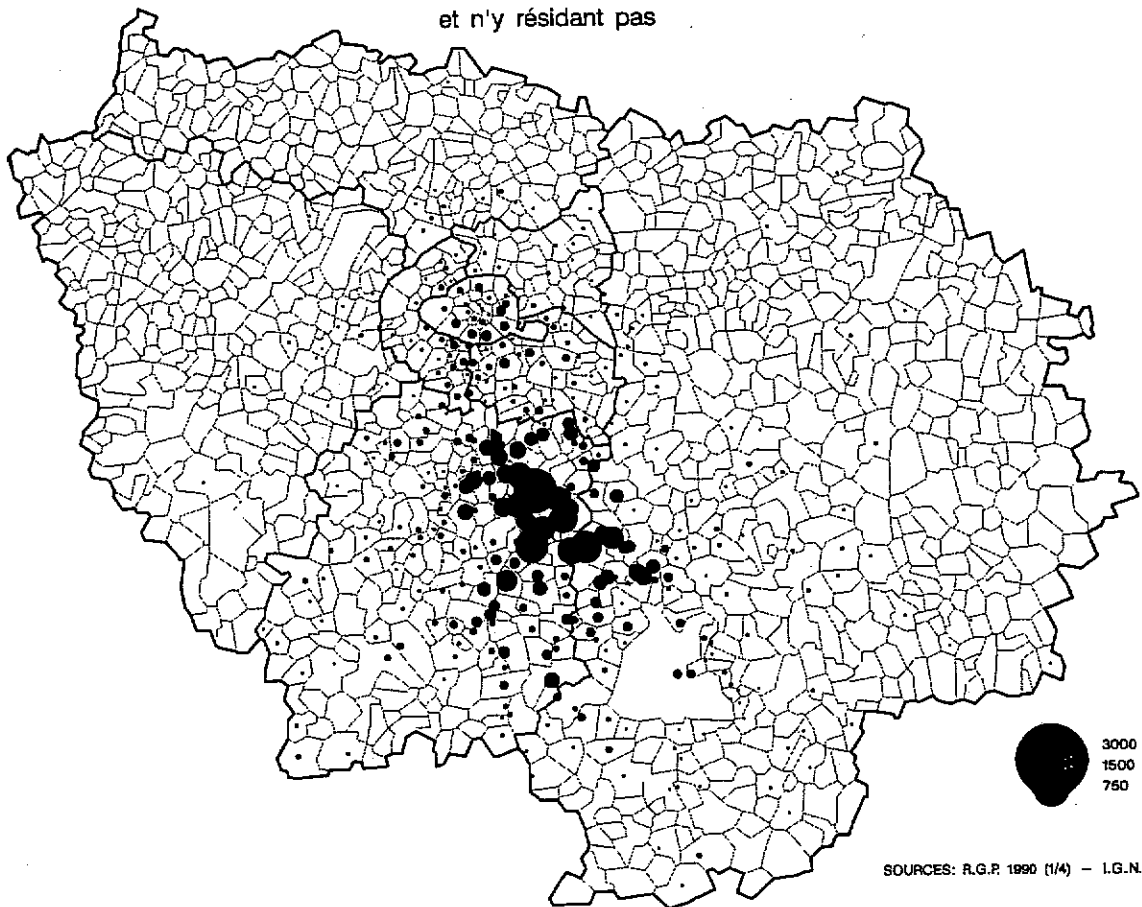 et n'y résidant pas
3000
1500
750
SOURCES: R.G.P. 1990 (1/4) — I.G.N.